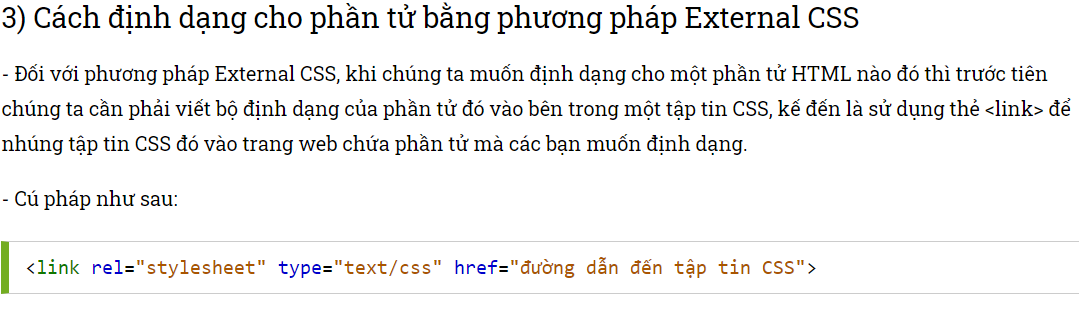 3) Cách định dạng cho phần tử bằng phương pháp External CSS
- Đối với phương pháp External CSS, khi chúng ta muốn định dạng cho một phần tử HTML nào đó thì trước tiên
chúng ta cần phải viết bộ định dạng của phần tử đó vào bên trong một tập tin CSS, kế đến là sử dụng thẻ <link> để
nhúng tập tin CSS đó vào trang web chứa phần tử mà các bạn muốn định dạng.
- Cú pháp như sau:
<link rel="stylesheet" type="text/css" href="đường dẫn đến tập tin CSS">